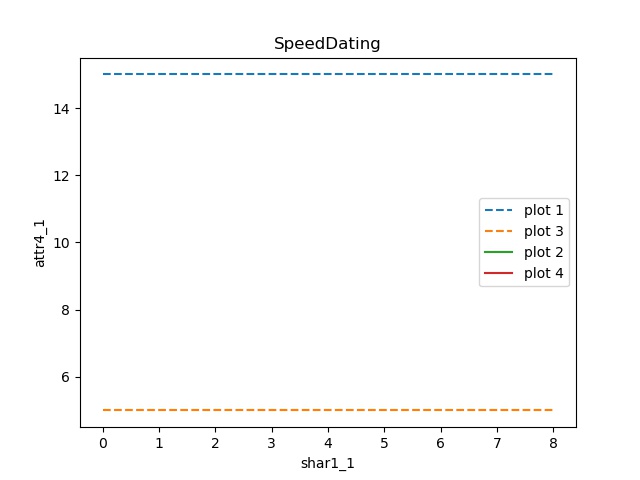 SpeedDating
14
12
10
8
6
attr4_1
plot 1
plot 3
plot 2
plot 4
0 1 2 3 4 5 6 7 8
shar1_1